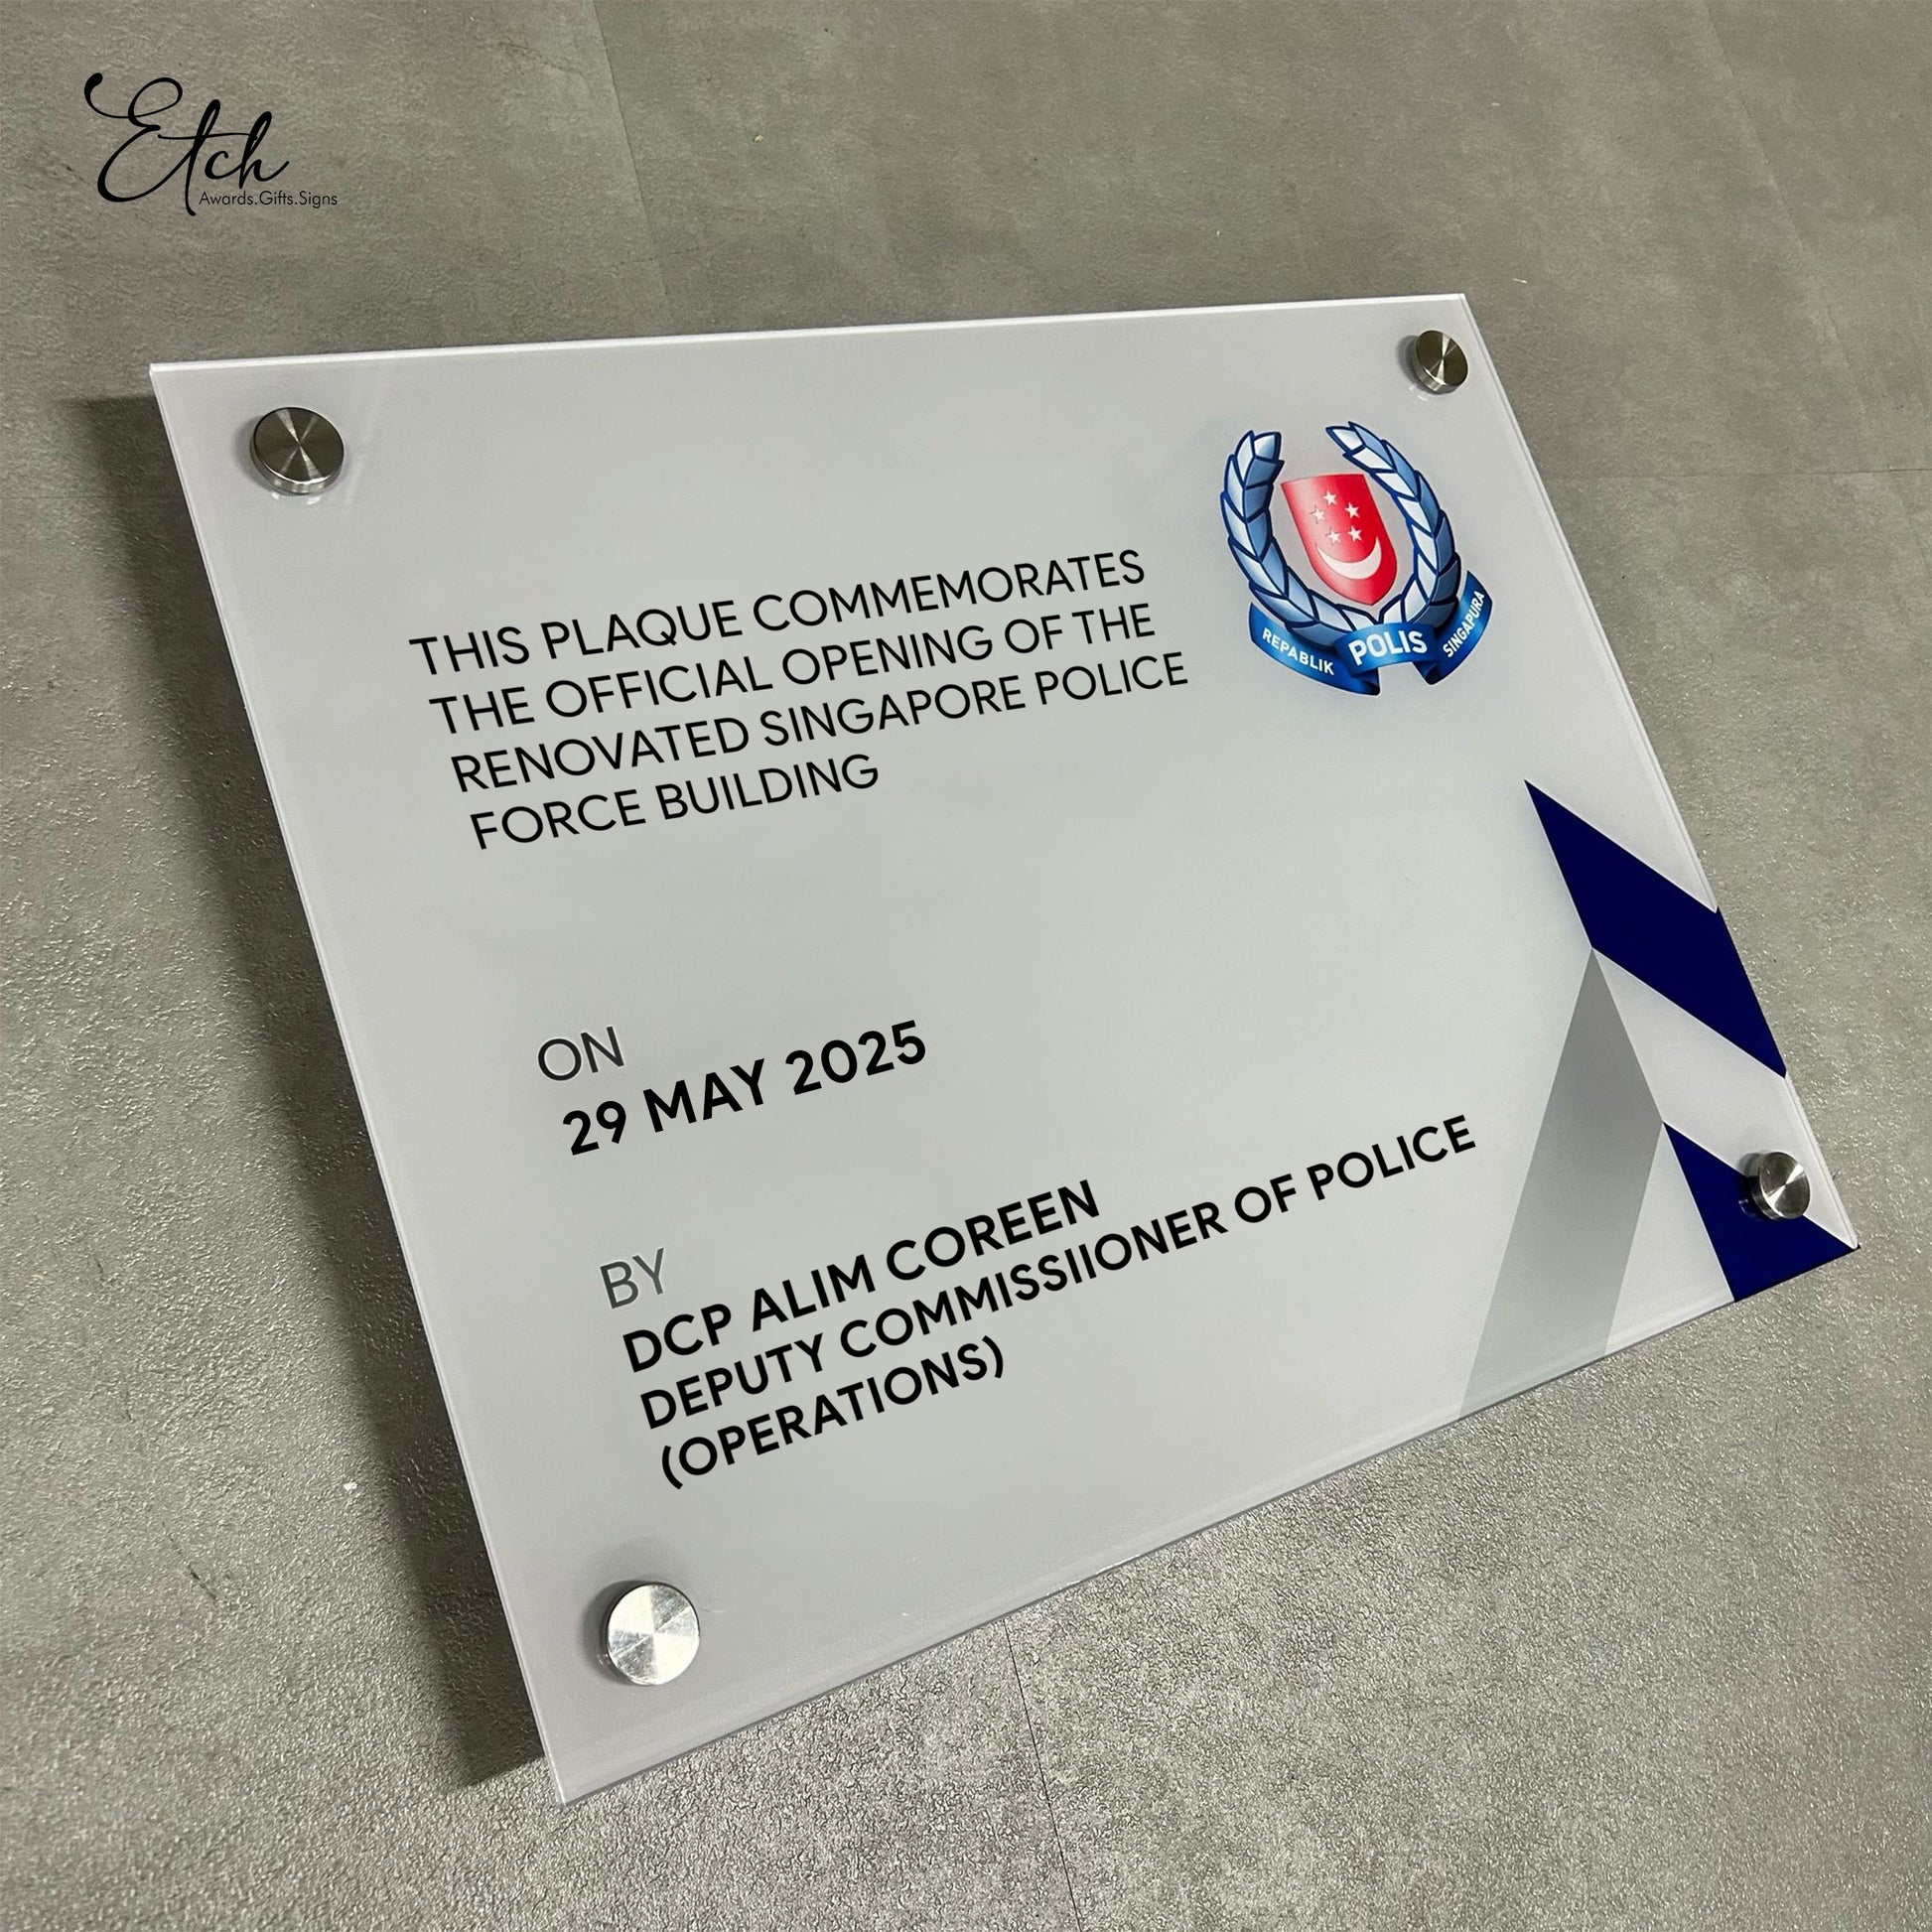 Etch
Awards.Gifts.Signs
THIS PLAQUE COMMEMORATES
THE OFFICIAL OPENING OF THE
RENOVATED SINGAPORE POLICE
FORCE BUILDING
REPABLIK POLIS SINGAPURA
ON
29 MAY 2025
BY
DCP ALIM COREEN
DEPUTY COMMISSIIONER OF POLICE
(OPERATIONS)